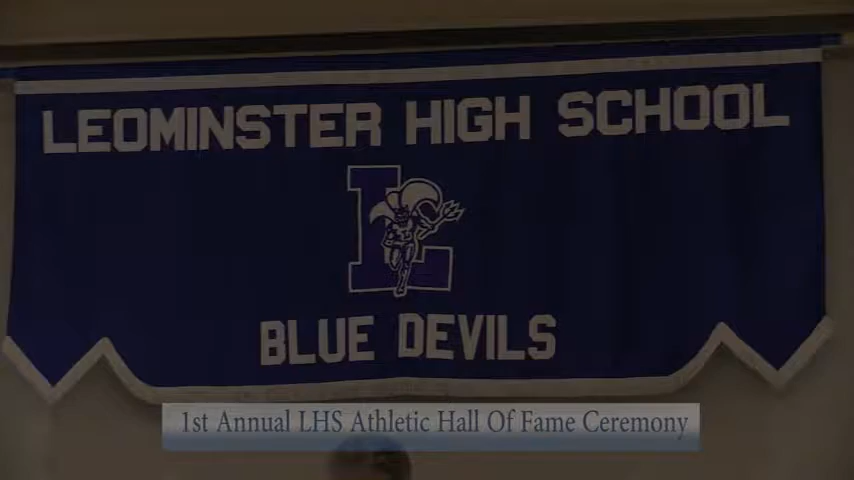 LEOMINSTER HIGH SCHOOL
L
BLUE DEVILS
1st Annual LHS Athletic Hall Of Fame Ceremony